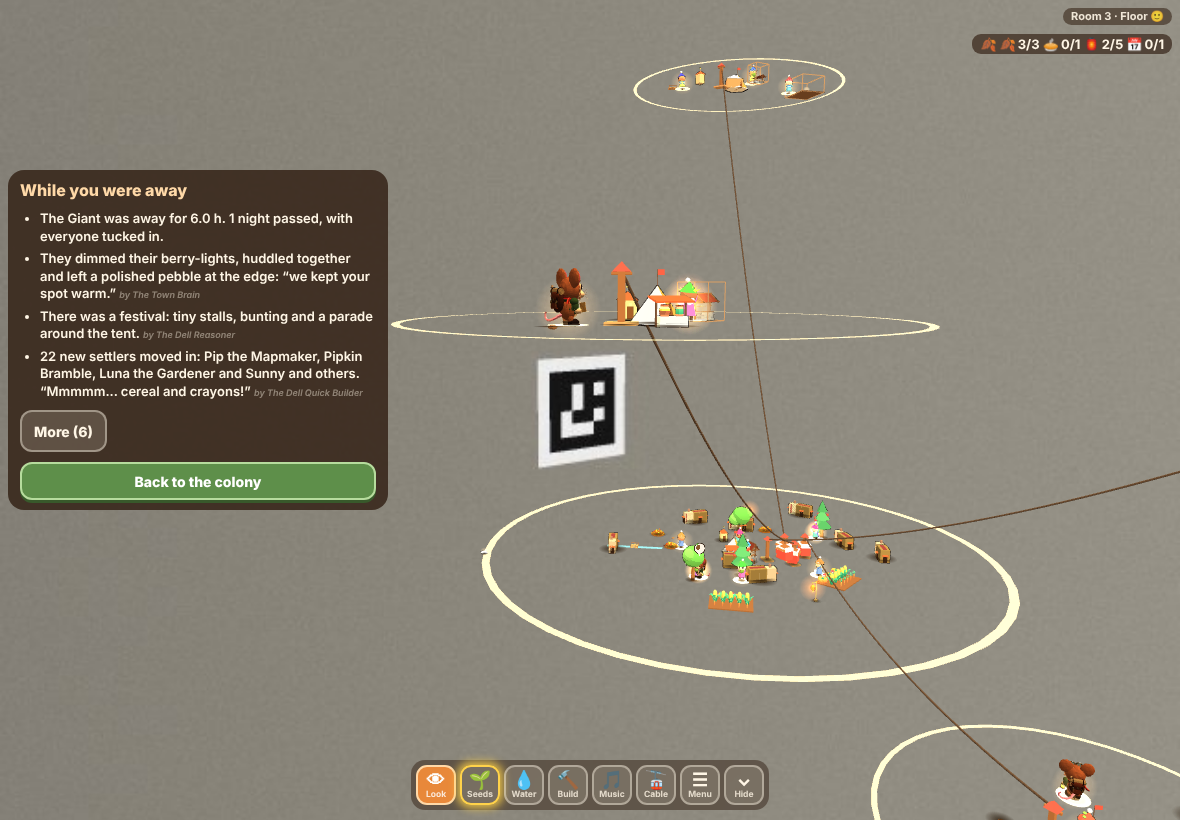 Room 3 · Floor 🙂
3/3 0/1 2/5 0/1
While you were away
• The Giant was away for 6.0 h. 1 night passed, with
everyone tucked in.
• They dimmed their berry-lights, huddled together
and left a polished pebble at the edge: “we kept your
spot warm.” by The Town Brain
• There was a festival: tiny stalls, bunting and a parade
around the tent. by The Dell Reasoner
• 22 new settlers moved in: Pip the Mapmaker, Pipkin
Bramble, Luna the Gardener and Sunny and others.
“Mmmmm... cereal and crayons!” by The Dell Quick Builder
More (6)
Back to the colony
Look Seeds Water Build Music Cable Menu Hide